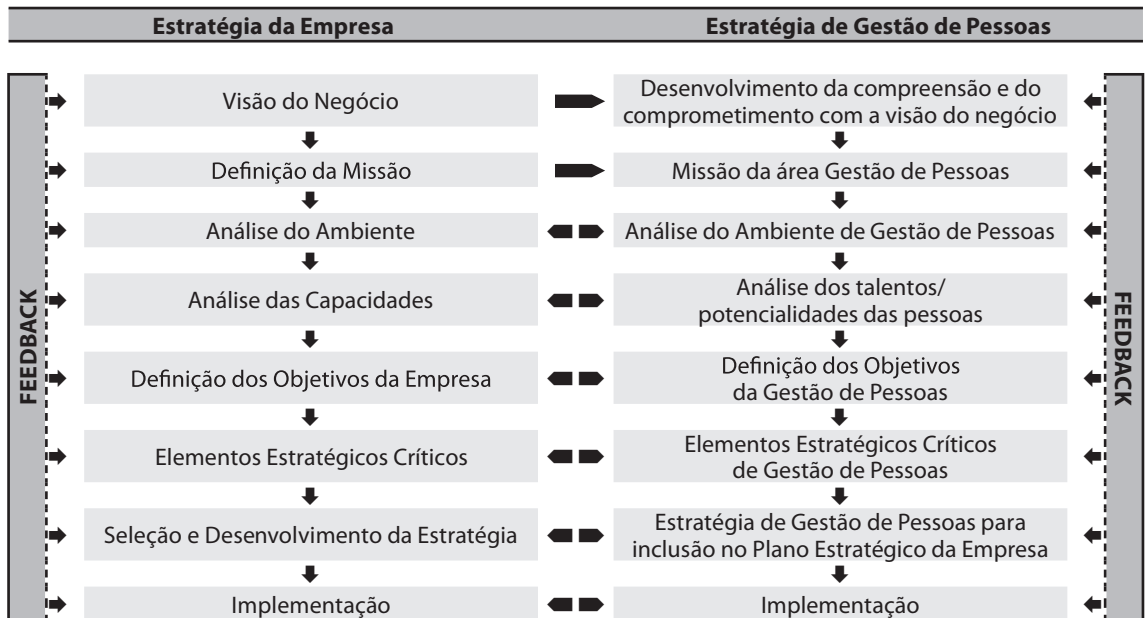 Estratégia da Empresa
Estratégia de Gestão de Pessoas
FEEDBACK
Visão do Negócio
Desenvolvimento da compreensão e do
comprometimento com a visão do negócio
Definição da Missão
Missão da área Gestão de Pessoas
Análise do Ambiente
Análise do Ambiente de Gestão de Pessoas
Análise das Capacidades
Análise dos talentos/
potencialidades das pessoas
Definição dos Objetivos da Empresa
Definição dos Objetivos
da Gestão de Pessoas
Elementos Estratégicos Críticos
Elementos Estratégicos Críticos
de Gestão de Pessoas
Seleção e Desenvolvimento da Estratégia
Estratégia de Gestão de Pessoas para
inclusão no Plano Estratégico da Empresa
Implementação
Implementação
FEEDBACK